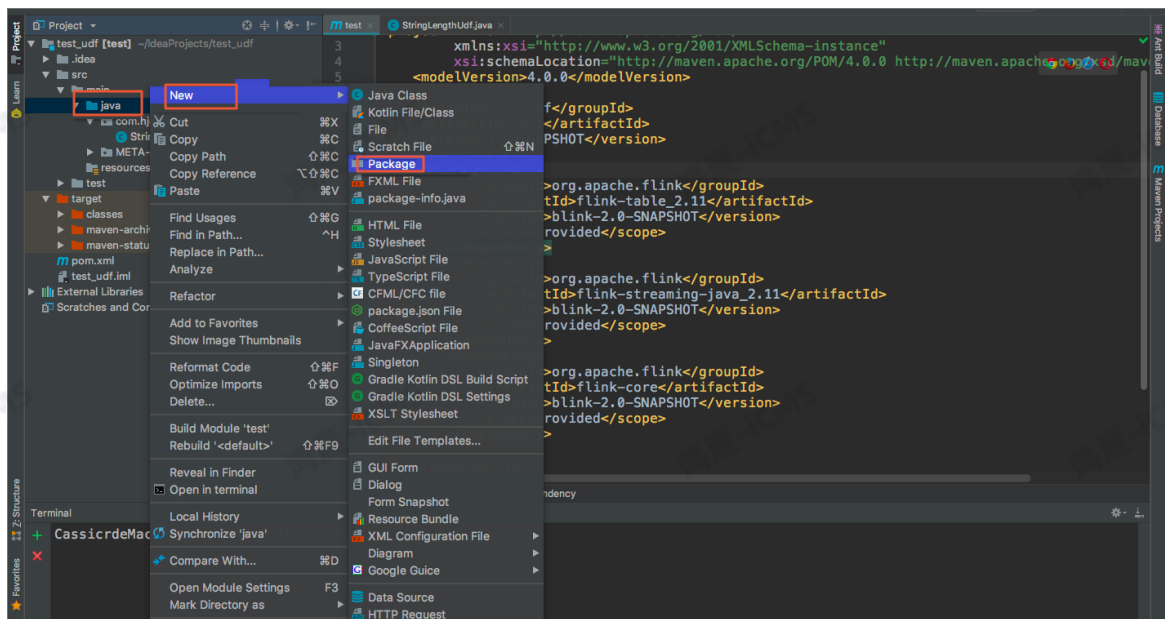 Project
test
StringLengthUdf.java
test_udf [test] ~/IdeaProjects/test_udf
.idea
src
main
java
com.hj
Stri
META-
resources
test
target
classes
maven-archi
maven-statu
pom.xml
test_udf.iml
External Libraries
Scratches and Cor
Project
Learn
Z: Structure
Favorites
New
Cut ⌘X
Copy ⌘C
Copy Path ⇧⌘C
Copy Reference ⌥⇧⌘C
Paste ⌘V
Find Usages ⇧⌘G
Find in Path... ^H
Replace in Path...
Analyze
Refactor
Add to Favorites
Show Image Thumbnails
Reformat Code ⇧⌘F
Optimize Imports ⇧⌘O
Delete... ⌦
Build Module 'test'
Rebuild '<default>' ⇧⌘F9
Reveal in Finder
Open in terminal
Local History
Synchronize 'java'
Compare With... ⌘D
Open Module Settings F3
Mark Directory as
Java Class
Kotlin File/Class
File
Scratch File ⇧⌘N
Package
FXML File
package-info.java
HTML File
Stylesheet
JavaScript File
TypeScript File
CFML/CFC file
package.json File
CoffeeScript File
JavaFXApplication
Singleton
Gradle Kotlin DSL Build Script
Gradle Kotlin DSL Settings
XSLT Stylesheet
Edit File Templates...
GUI Form
Dialog
Form Snapshot
Resource Bundle
XML Configuration File
Diagram
Google Guice
Data Source
HTTP Request
3 xmlns:xsi="http://www.w3.org/2001/XMLSchema-instance"
4 xsi:schemaLocation="http://maven.apache.org/POM/4.0.0 http://maven.apache.org/xsd/mav
5 <modelVersion>4.0.0</modelVersion>
f</groupId>
</artifactId>
PSHOT</version>
>org.apache.flink</groupId>
tId>flink-table_2.11</artifactId>
>blink-2.0-SNAPSHOT</version>
rovided</scope>
>
>org.apache.flink</groupId>
tId>flink-streaming-java_2.11</artifactId>
>blink-2.0-SNAPSHOT</version>
rovided</scope>
>
>org.apache.flink</groupId>
tId>flink-core</artifactId>
>blink-2.0-SNAPSHOT</version>
rovided</scope>
>
ndency
Ant Build
Database
Maven Projects
Terminal
CassicrdeMac